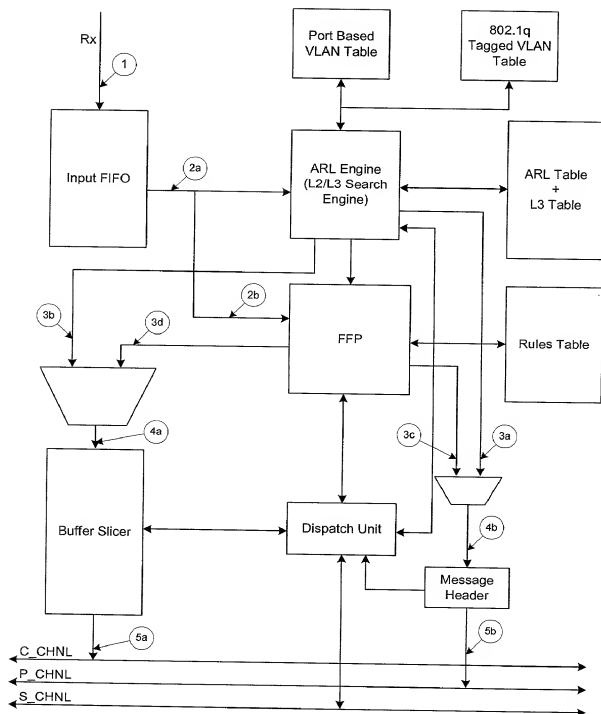 Port Based
VLAN Table
802.1q
Tagged VLAN
Table
Rx
1
Input FIFO
2a
ARL Engine
(L2/L3 Search
Engine)
ARL Table
+
L3 Table
2b
3b
3d
FFP
Rules Table
3c
3a
4a
Buffer Slicer
Dispatch Unit
4b
Message
Header
5a
5b
C_CHNL
P_CHNL
S_CHNL